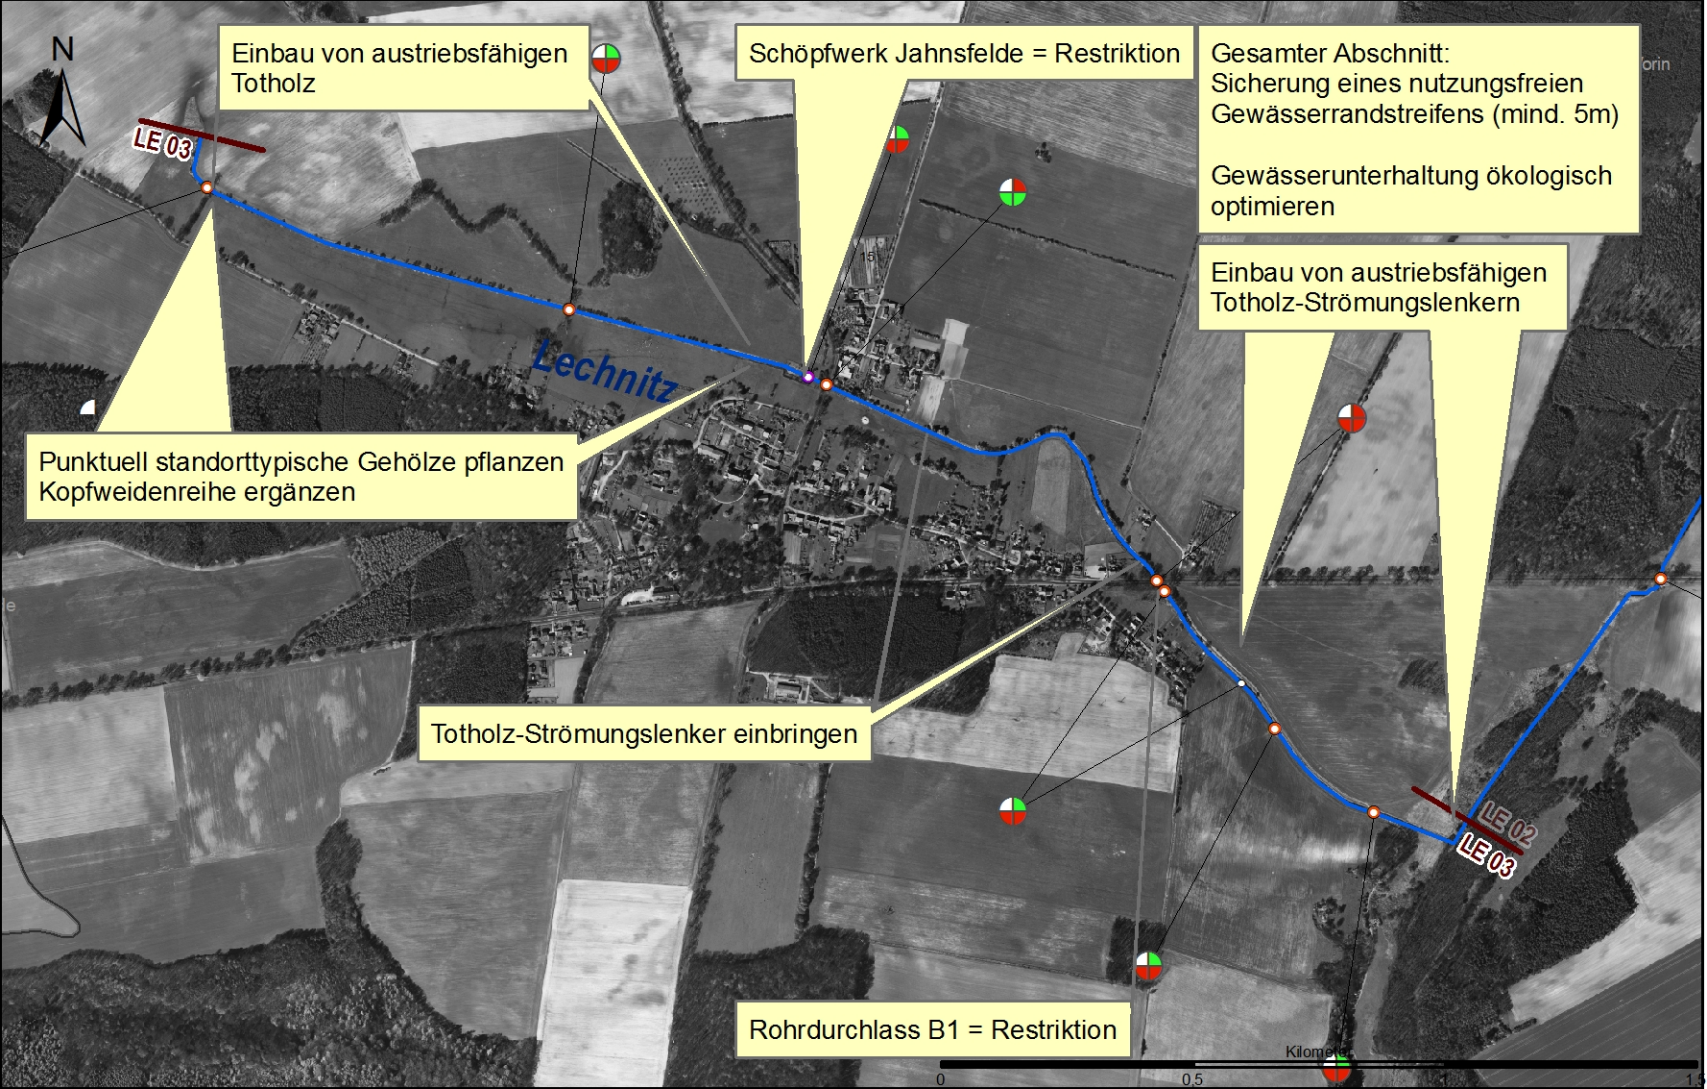 N
Einbau von austriebsfähigen
Totholz
Schöpfwerk Jahnsfelde = Restriktion
Gesamter Abschnitt:
Sicherung eines nutzungsfreien
Gewässerrandstreifens (mind. 5m)
Gewässerunterhaltung ökologisch
optimieren
LE 03
15
Einbau von austriebsfähigen
Totholz-Strömungslenkern
Lechnitz
Punktuell standorttypische Gehölze pflanzen
Kopfweidenreihe ergänzen
Totholz-Strömungslenker einbringen
LE 02
LE 03
Rohrdurchlass B1 = Restriktion
Kilometer
0
0.5
1